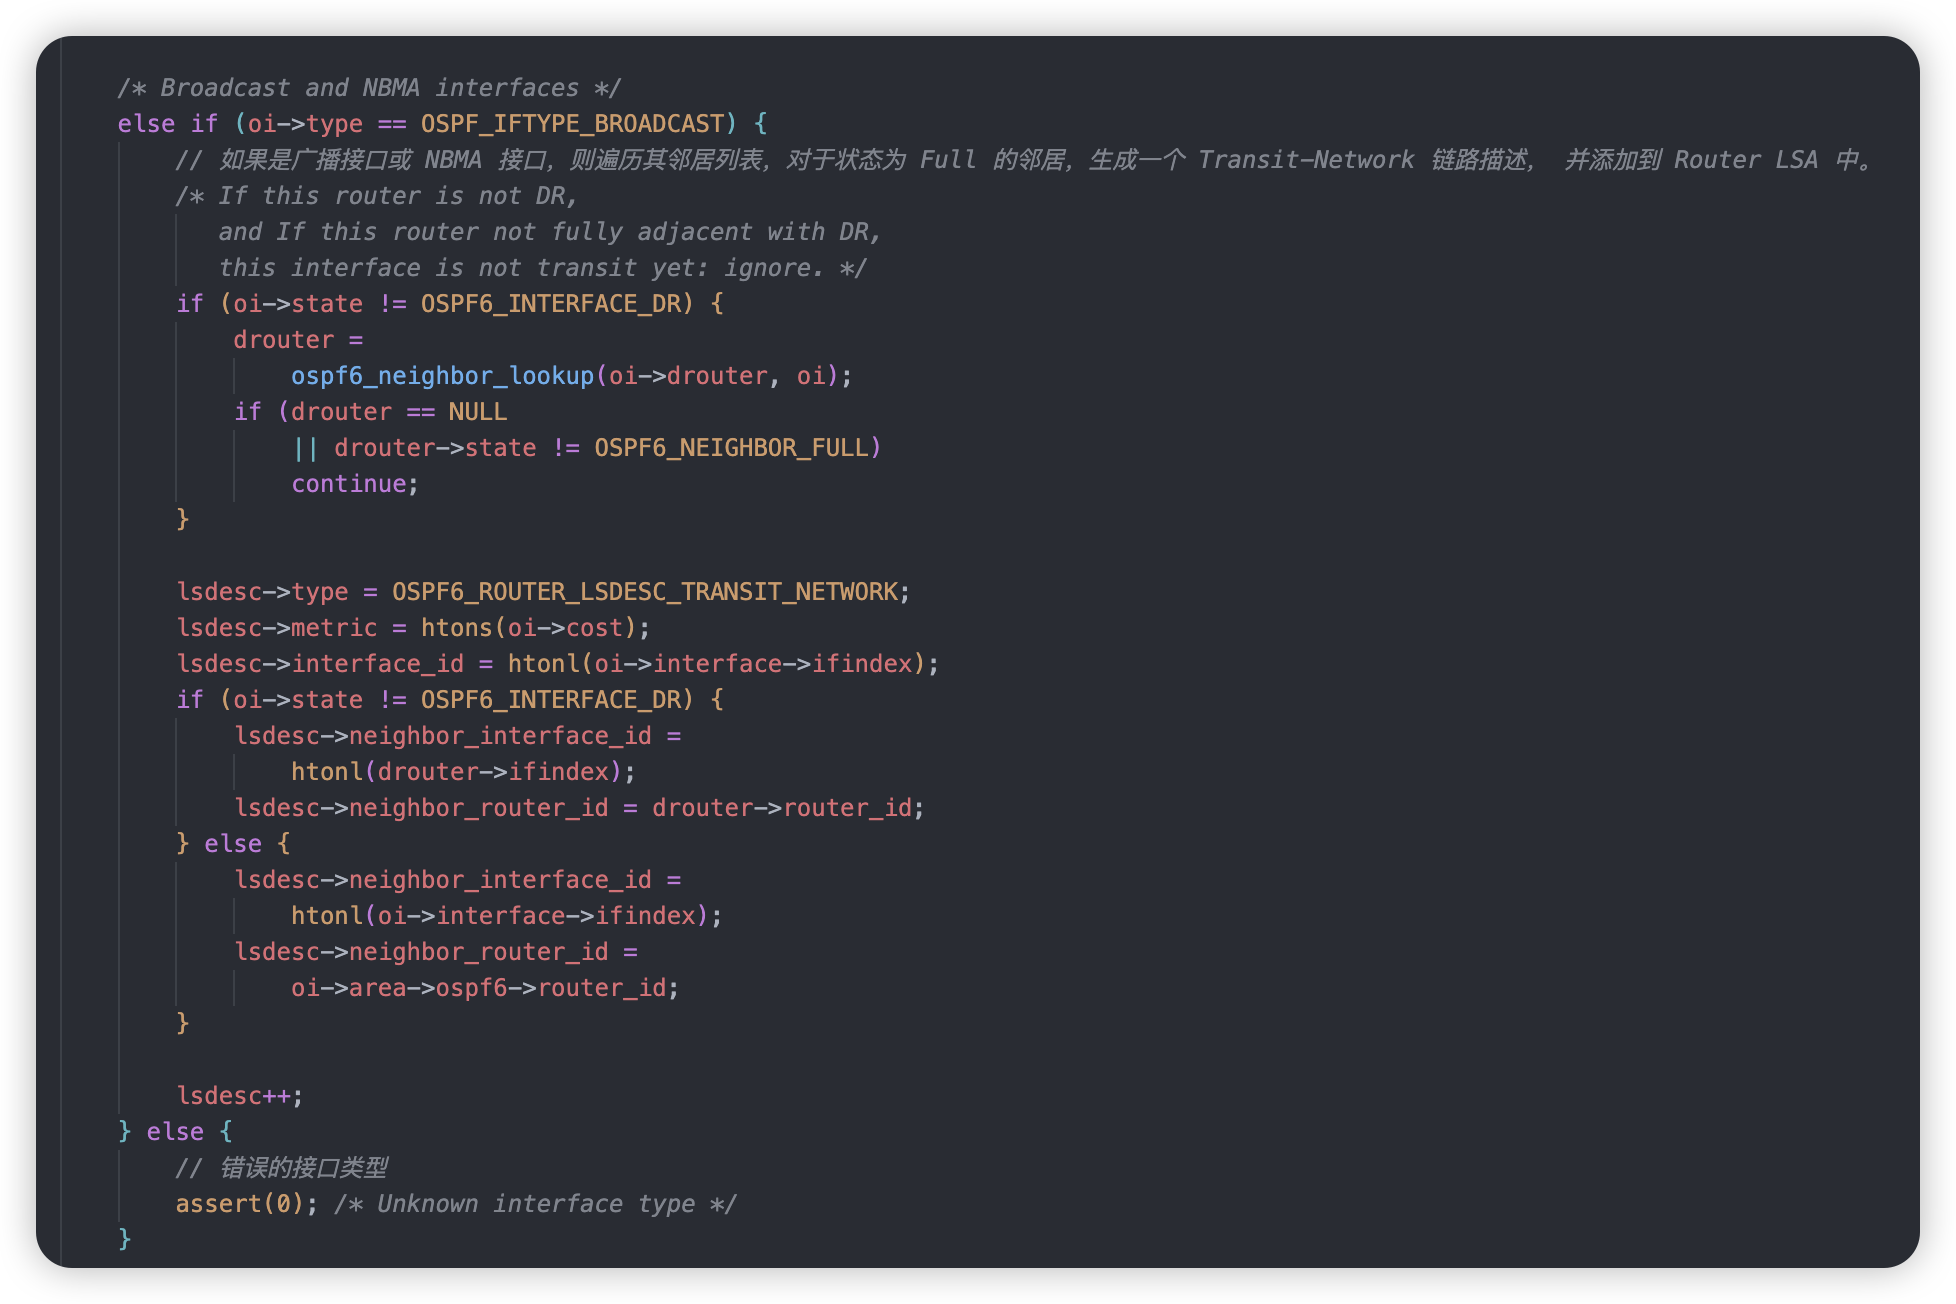 /* Broadcast and NBMA interfaces */
else if (oi->type == OSPF_IFTYPE_BROADCAST) {
// 如果是广播接口或 NBMA 接口，则遍历其邻居列表，对于状态为 Full 的邻居，生成一个 Transit-Network 链路描述， 并添加到 Router LSA 中。
/* If this router is not DR,
and If this router not fully adjacent with DR,
this interface is not transit yet: ignore. */
if (oi->state != OSPF6_INTERFACE_DR) {
drouter =
ospf6_neighbor_lookup(oi->drouter, oi);
if (drouter == NULL
|| drouter->state != OSPF6_NEIGHBOR_FULL)
continue;
}
lsdesc->type = OSPF6_ROUTER_LSDESC_TRANSIT_NETWORK;
lsdesc->metric = htons(oi->cost);
lsdesc->interface_id = htonl(oi->interface->ifindex);
if (oi->state != OSPF6_INTERFACE_DR) {
lsdesc->neighbor_interface_id =
htonl(drouter->ifindex);
lsdesc->neighbor_router_id = drouter->router_id;
} else {
lsdesc->neighbor_interface_id =
htonl(oi->interface->ifindex);
lsdesc->neighbor_router_id =
oi->area->ospf6->router_id;
}
lsdesc++;
} else {
// 错误的接口类型
assert(0); /* Unknown interface type */
}